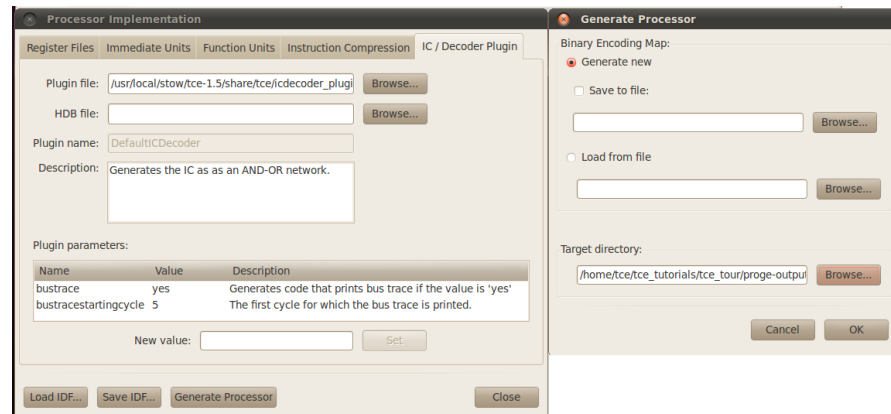 Processor Implementation
Register Files Immediate Units Function Units Instruction Compression IC / Decoder Plugin
Plugin file: /usr/local/stow/tce-1.5/share/tce/icdecoder_plugi Browse...
HDB file: Browse...
Plugin name: DefaultICDecoder
Description: Generates the IC as as an AND-OR network.
Plugin parameters:
Name Value Description
bustrace yes Generates code that prints bus trace if the value is 'yes'
bustracestartingcycle 5 The first cycle for which the bus trace is printed.
New value: Set
Load IDF... Save IDF... Generate Processor Close
Generate Processor
Binary Encoding Map:
Generate new
Save to file:
Browse...
Load from file
Browse...
Target directory:
/home/tce/tce_tutorials/tce_tour/proge-output Browse...
Cancel OK